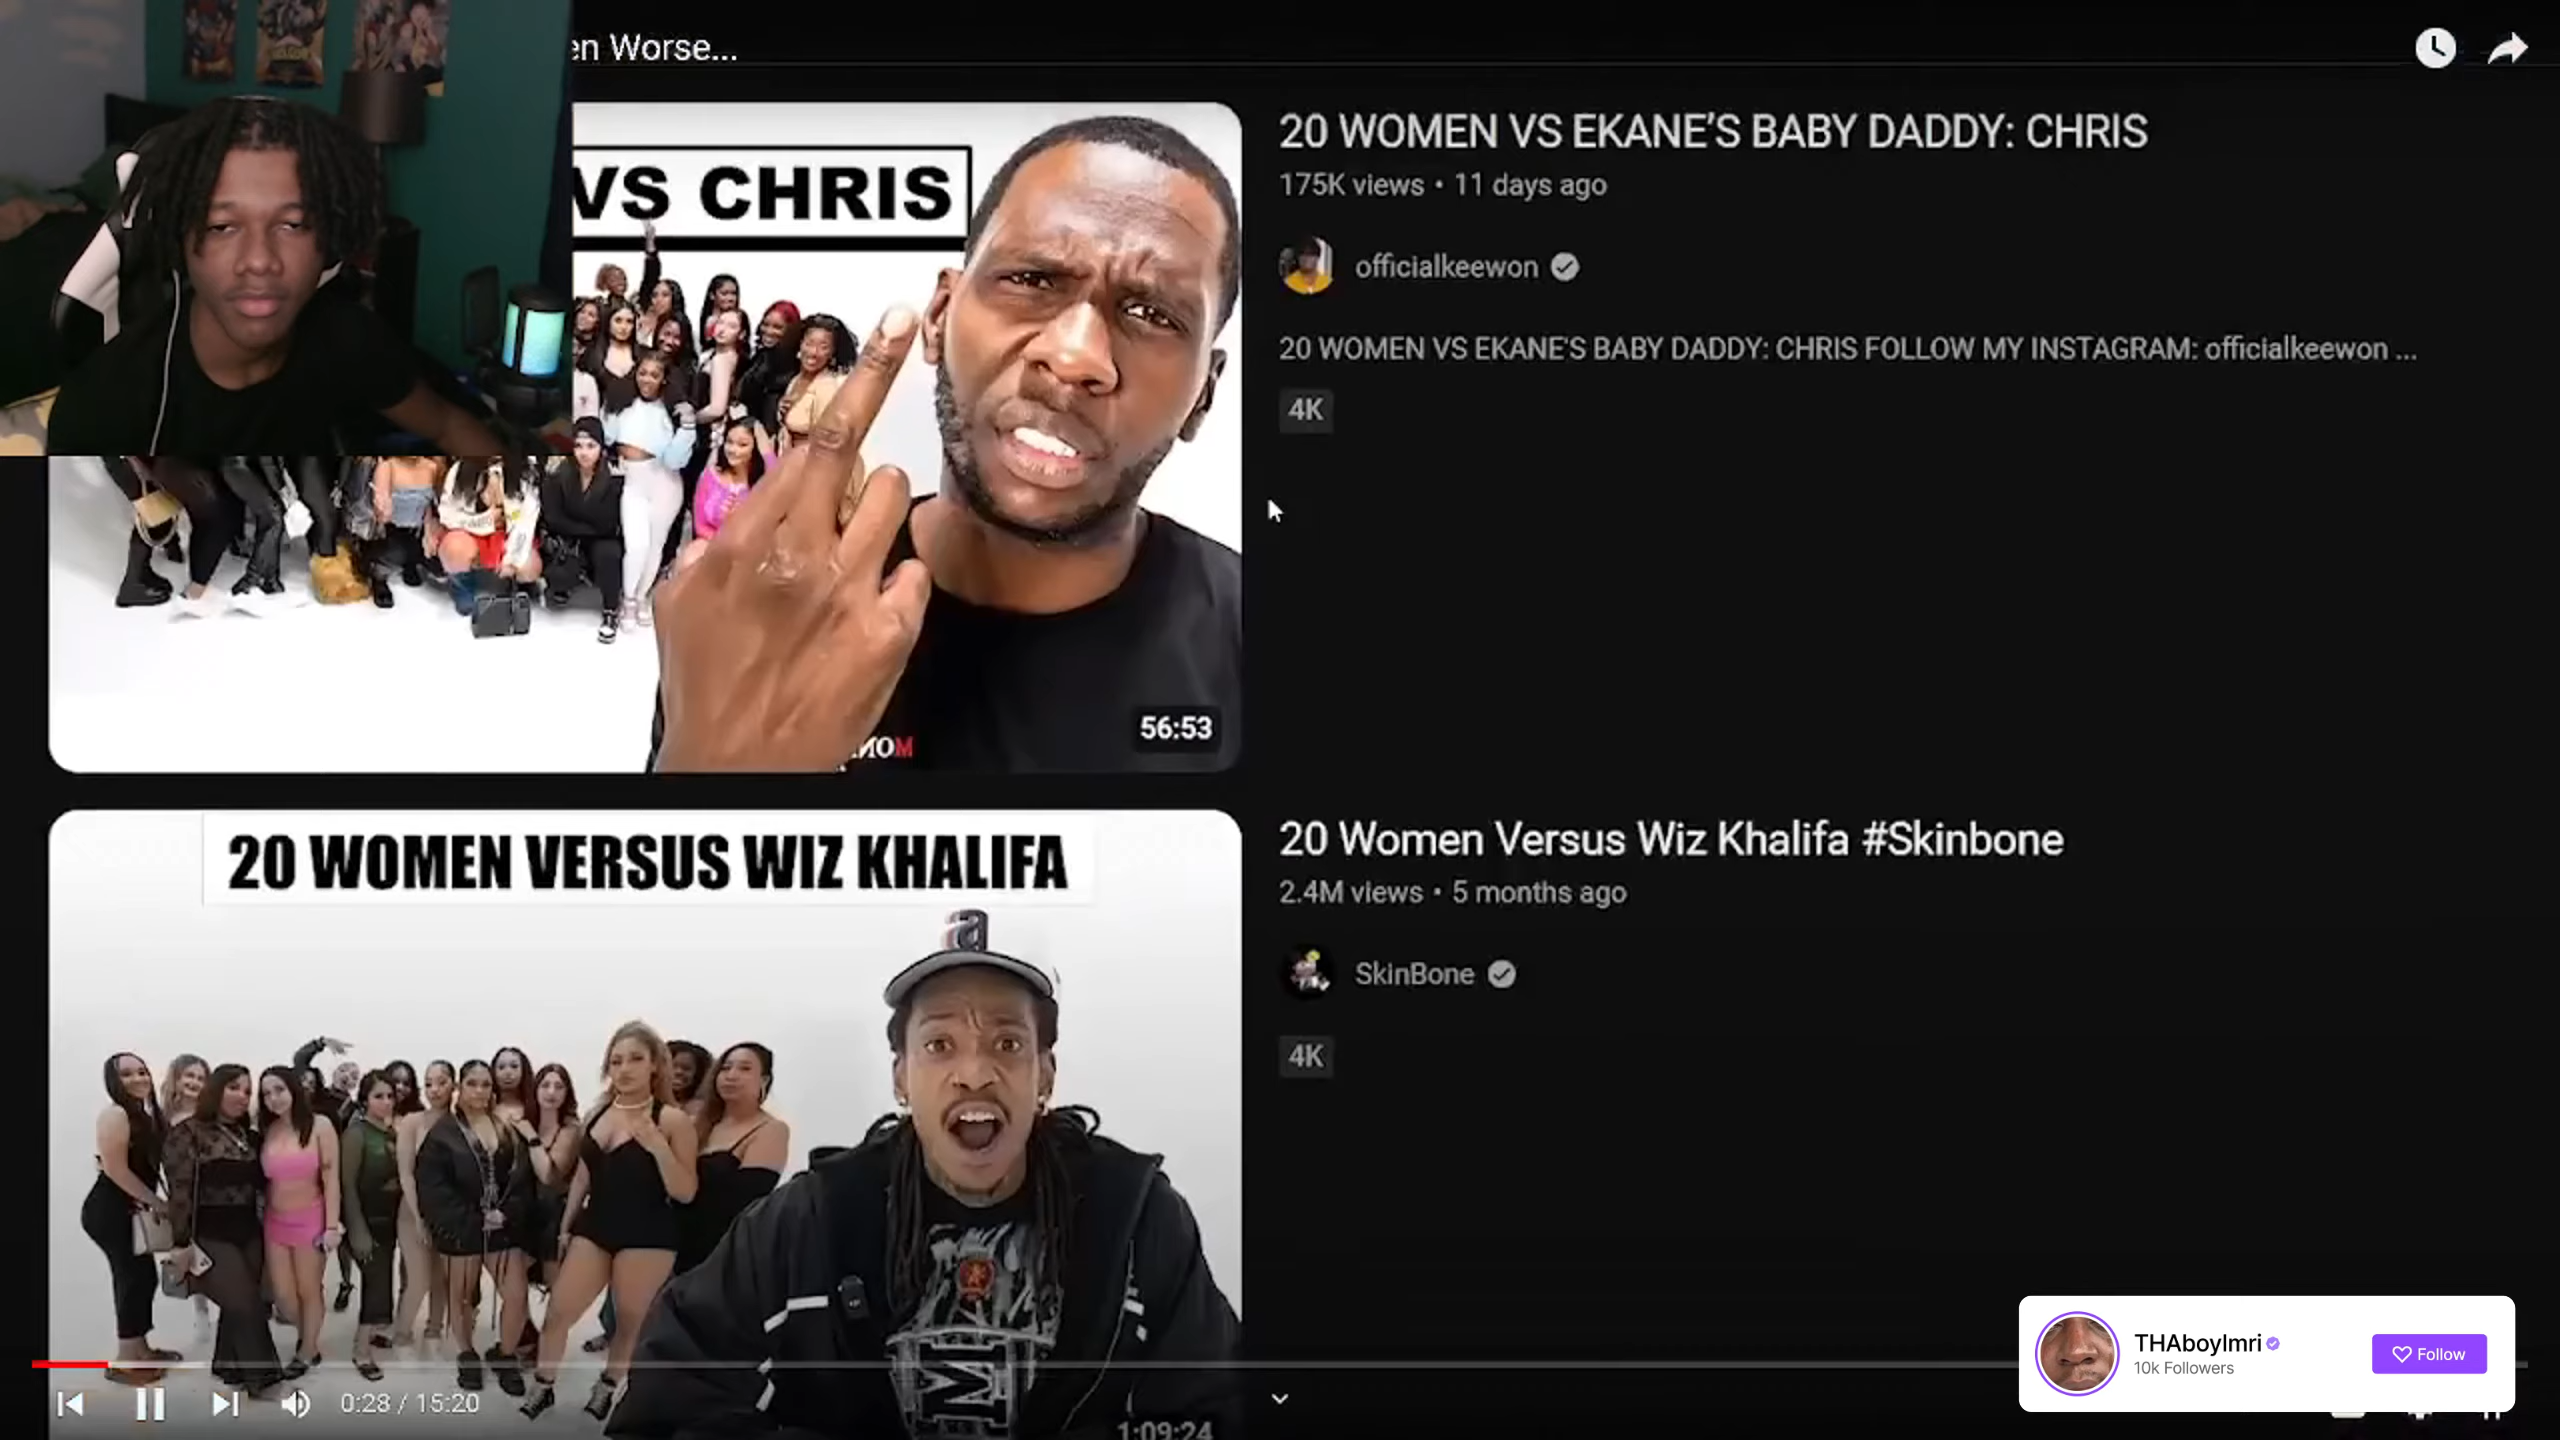 en Worse...
VS CHRIS
56:53
20 WOMEN VS EKANE’S BABY DADDY: CHRIS
175K views • 11 days ago
officialkeewon
20 WOMEN VS EKANE'S BABY DADDY: CHRIS FOLLOW MY INSTAGRAM: officialkeewon ...
4K
20 WOMEN VERSUS WIZ KHALIFA
a
1:09:24
20 Women Versus Wiz Khalifa #Skinbone
2.4M views • 5 months ago
SkinBone
4K
0:28 / 15:20
THAboyImri
10k Followers
Follow